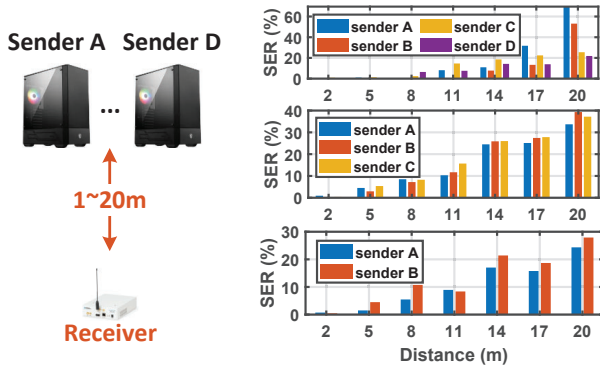 Sender A Sender D
...
1~20m
Receiver
SER (%)
60
40
20
0
sender A
sender B
sender C
sender D
2 5 8 11 14 17 20
SER (%)
40
30
20
10
0
sender A
sender B
sender C
2 5 8 11 14 17 20
SER (%)
30
20
10
0
sender A
sender B
2 5 8 11 14 17 20
Distance (m)